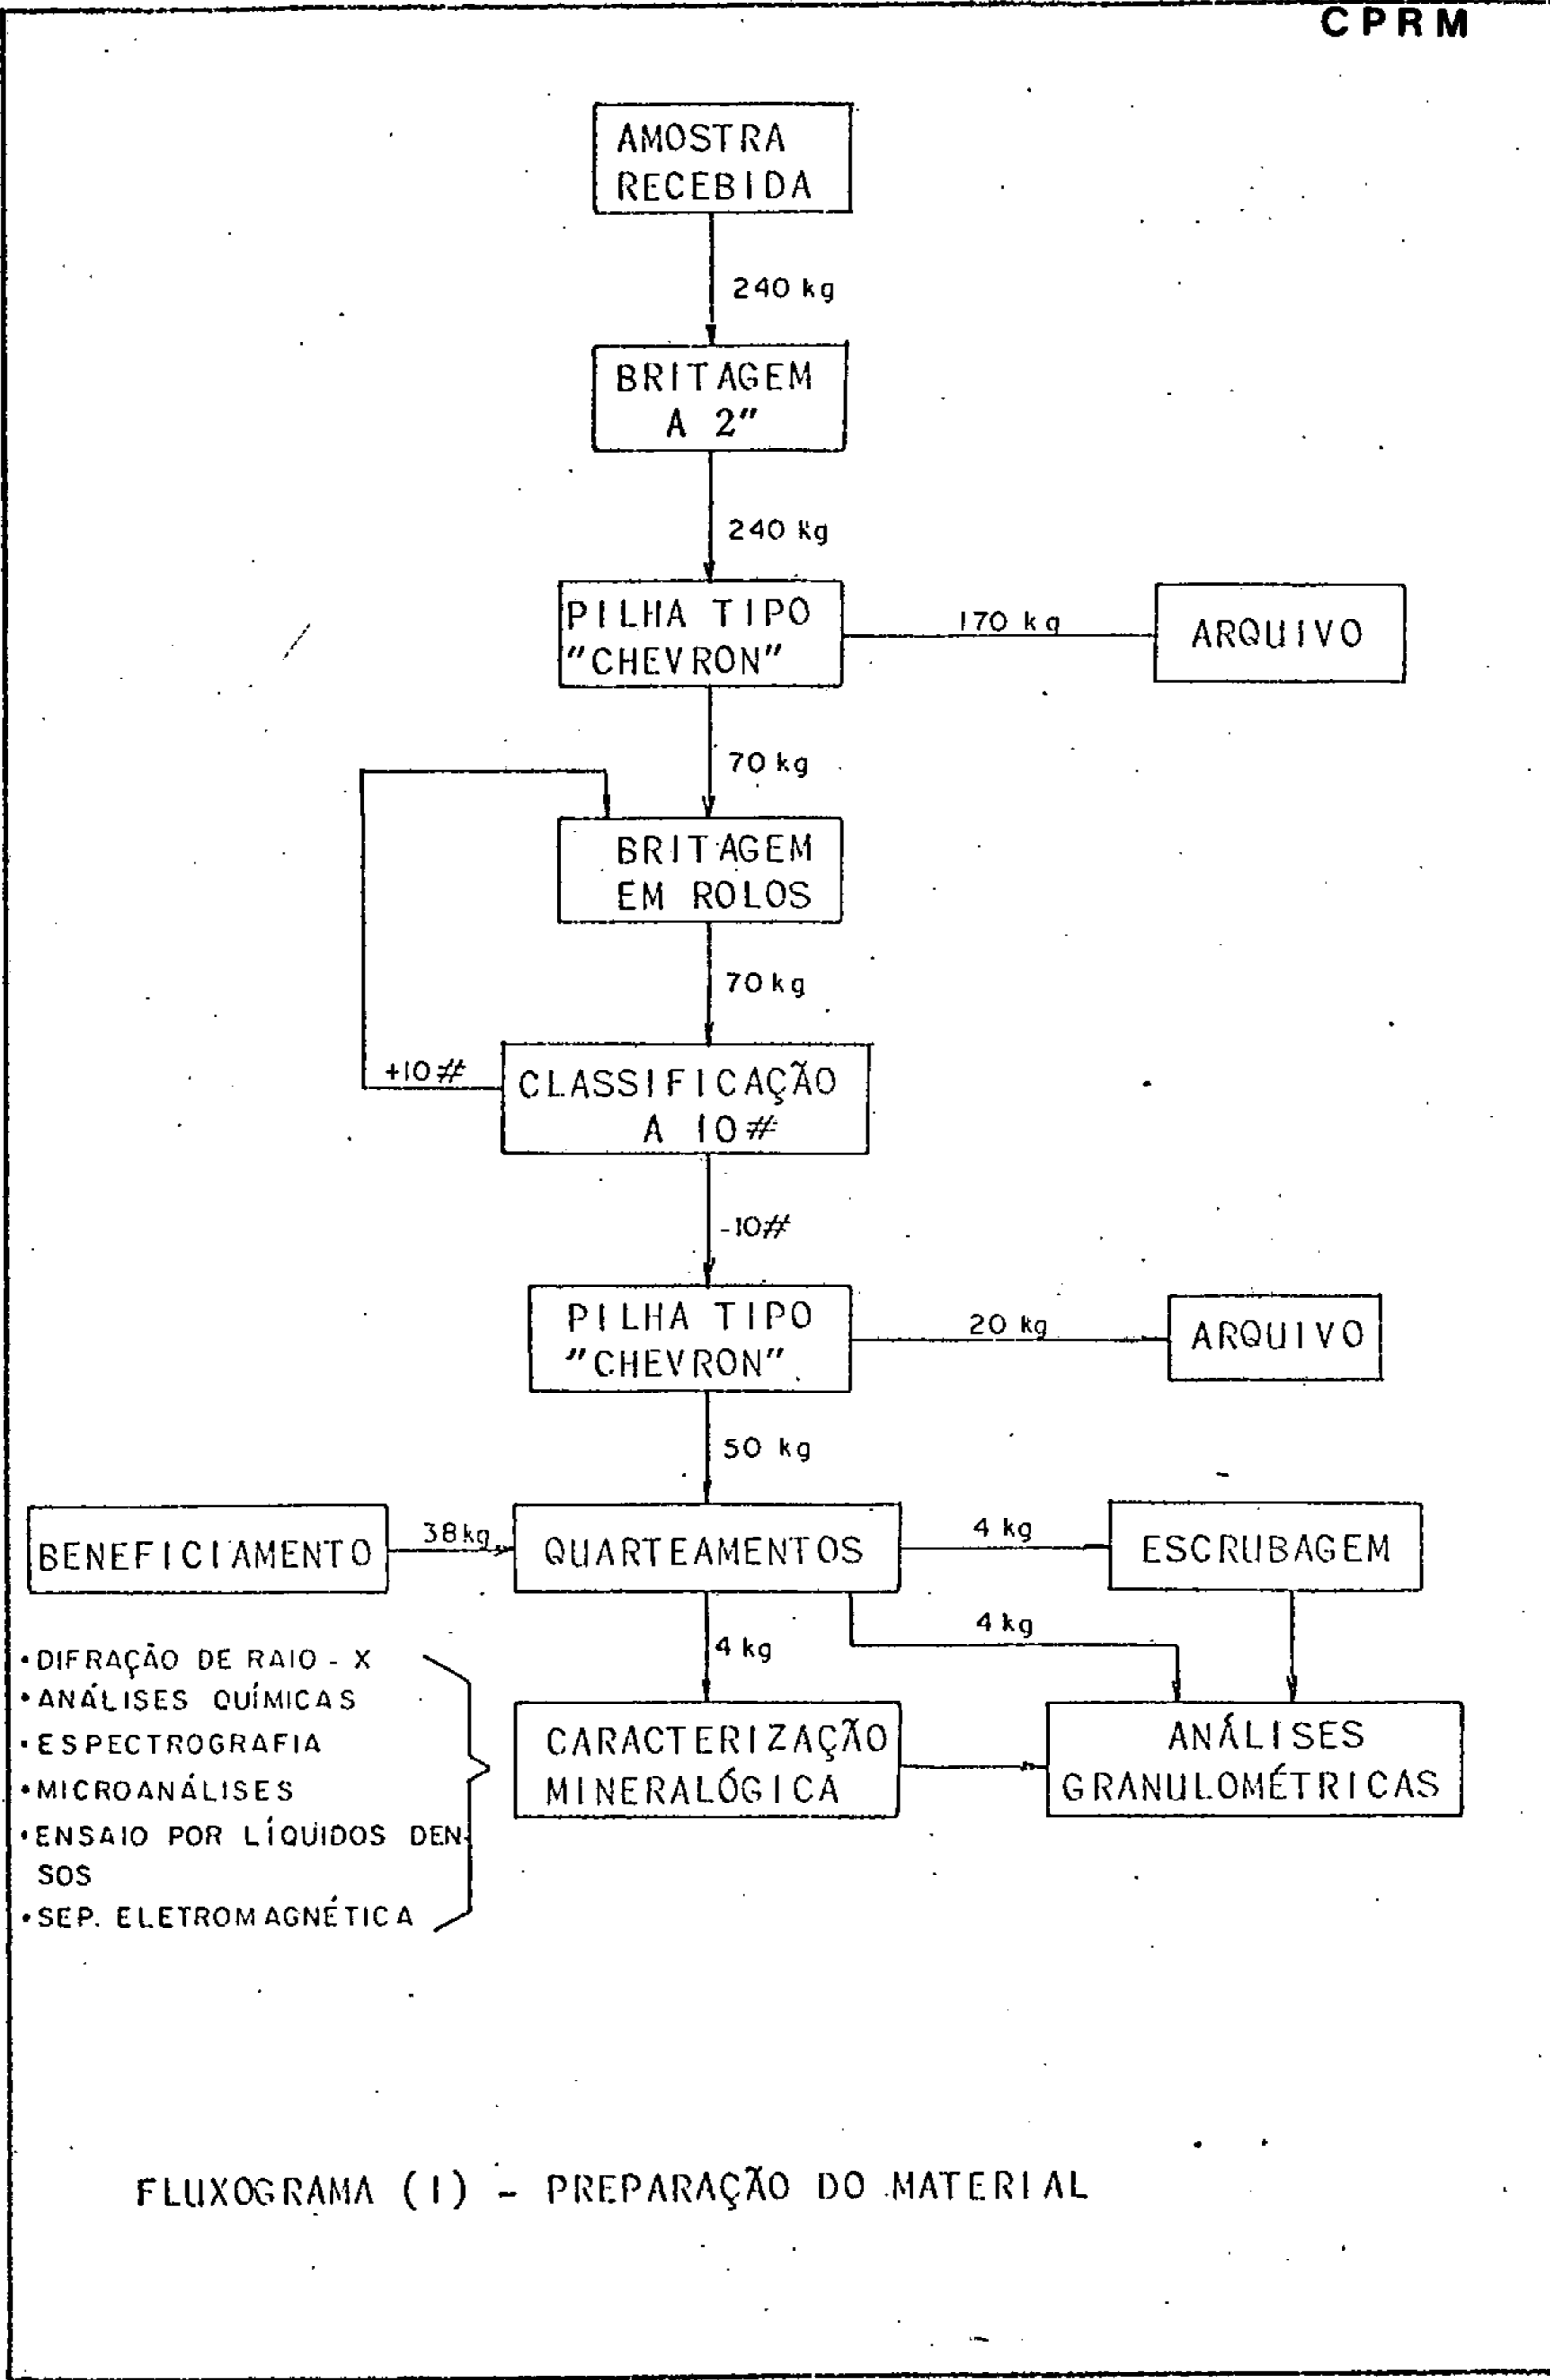 CPRM
AMOSTRA
RECEBIDA
240 kg
BRITAGEM
A 2"
240 kg
PILHA TIPO
"CHEVRON"
170 kg
ARQUIVO
70 kg
BRITAGEM
EM ROLOS
70 kg
+10#
CLASSIFICAÇÃO
A 10#
-10#
PILHA TIPO
"CHEVRON"
20 kg
ARQUIVO
50 kg
BENEFICIAMENTO
38 kg
QUARTEAMENTOS
4 kg
ESCRUBAGEM
4 kg
4 kg
•DIFRAÇÃO DE RAIO - X
•ANÁLISES QUÍMICAS
•ESPECTROGRAFIA
•MICROANÁLISES
•ENSAIO POR LÍQUIDOS DEN-
SOS
•SEP. ELETROMAGNÉTICA
CARACTERIZAÇÃO
MINERALÓGICA
ANÁLISES
GRANULOMÉTRICAS
FLUXOGRAMA (I) - PREPARAÇÃO DO MATERIAL